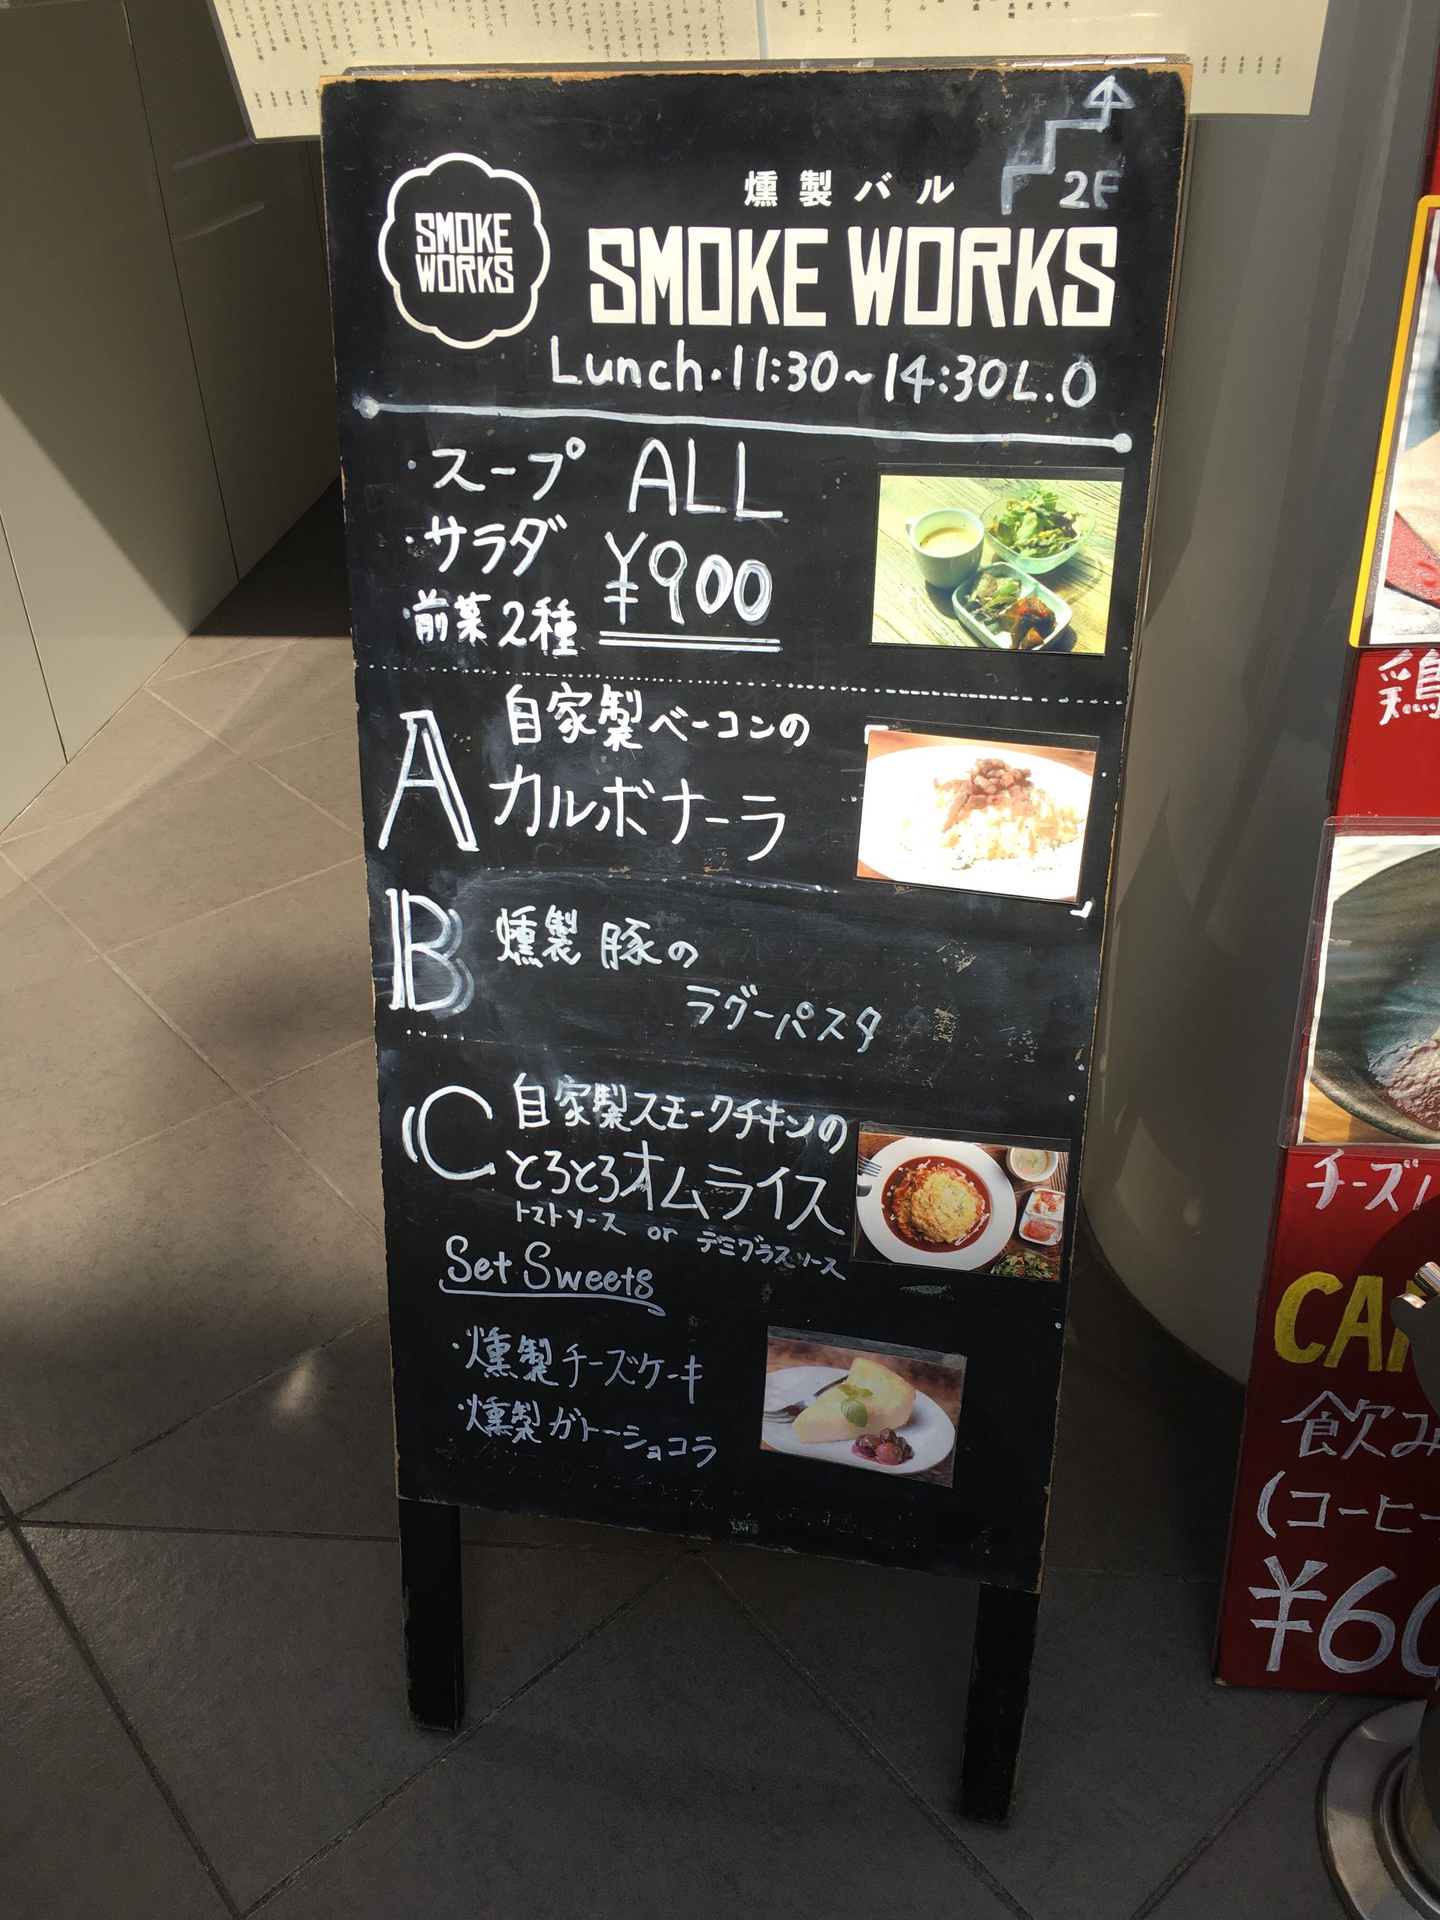 2F
燻製バル
SMOKE WORKS
SMOKE WORKS
Lunch・11:30~14:30 L.O
・スープ
・サラダ
・前菜2種
ALL
¥900
A
自家製ベーコンの
カルボナーラ
B
燻製豚の
ラグーパスタ
C
自家製スモークチキンの
とろとろオムライス
トマトソース or デミグラスソース
Set Sweets
・燻製チーズケーキ
・燻製ガトーショコラ
鶏
チーズ
飲み
(コーヒー